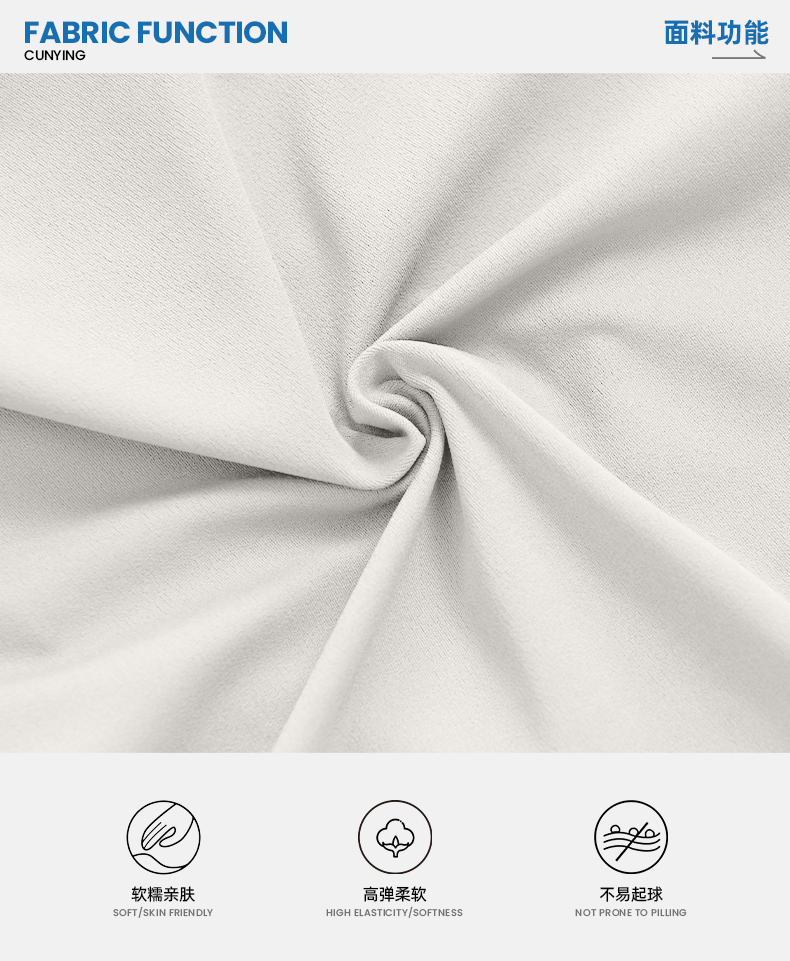 FABRIC FUNCTION
CUNYING
面料功能
软糯亲肤
SOFT/SKIN FRIENDLY
高弹柔软
HIGH ELASTICITY/SOFTNESS
不易起球
NOT PRONE TO PILLING